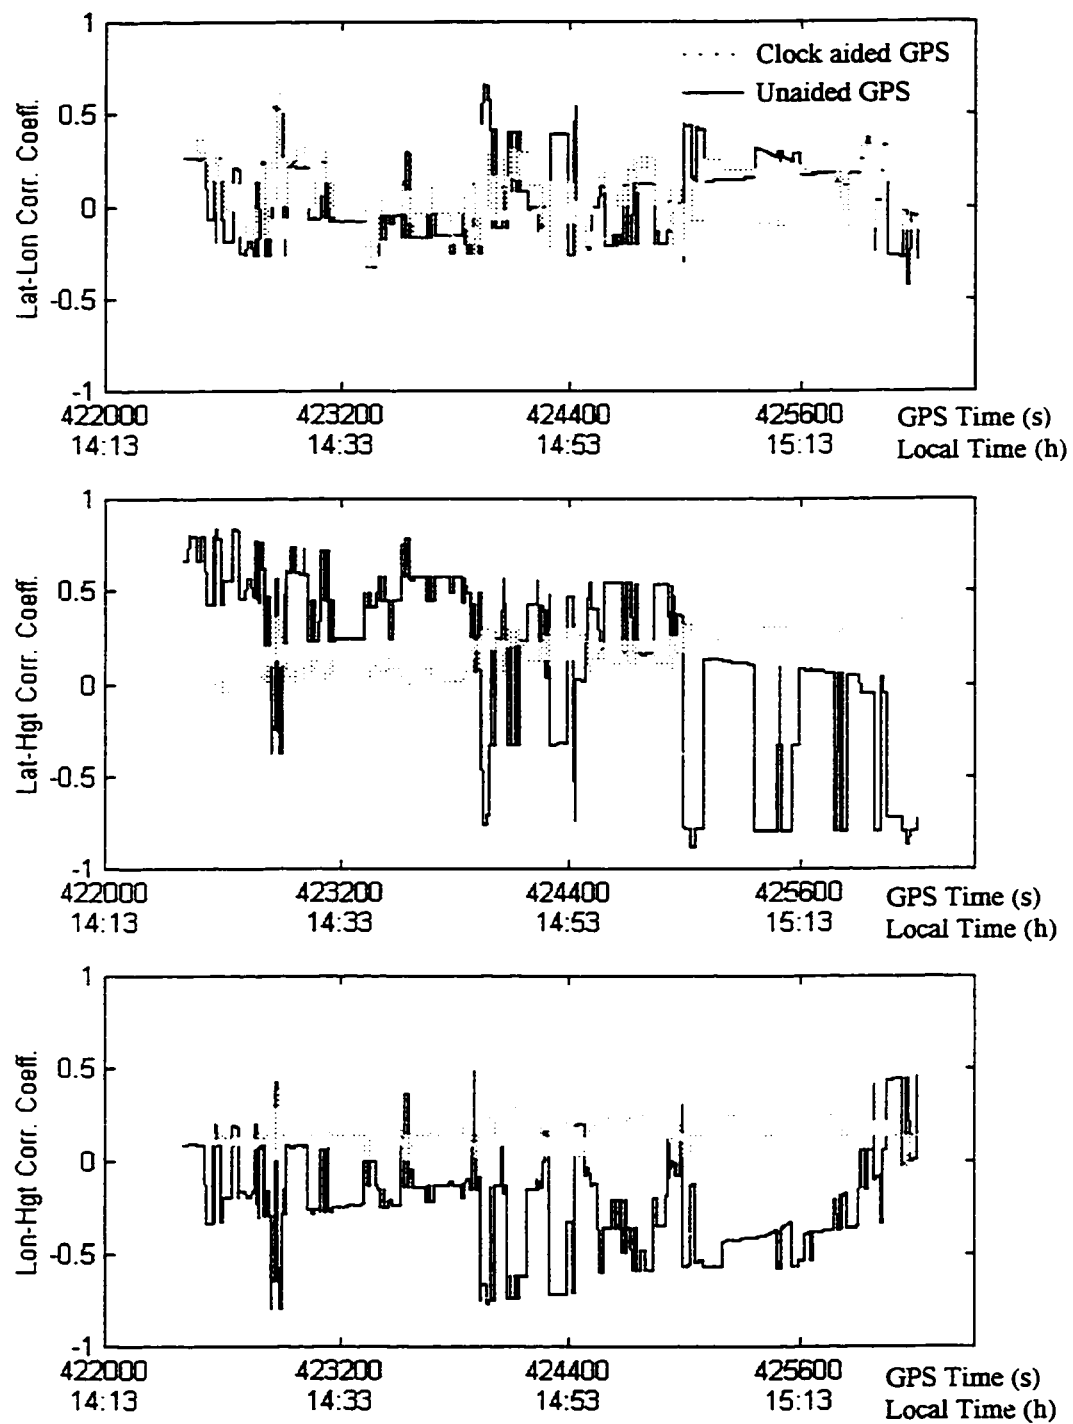 1
Clock aided GPS
Unaided GPS
0.5
0
-0.5
-1
Lat-Lon Corr. Coeff.
422000 423200 424400 425600 GPS Time (s)
14:13 14:33 14:53 15:13 Local Time (h)
1
0.5
0
-0.5
-1
Lat-Hgt Corr. Coeff.
422000 423200 424400 425600 GPS Time (s)
14:13 14:33 14:53 15:13 Local Time (h)
1
0.5
0
-0.5
-1
Lon-Hgt Corr. Coeff.
422000 423200 424400 425600 GPS Time (s)
14:13 14:33 14:53 15:13 Local Time (h)